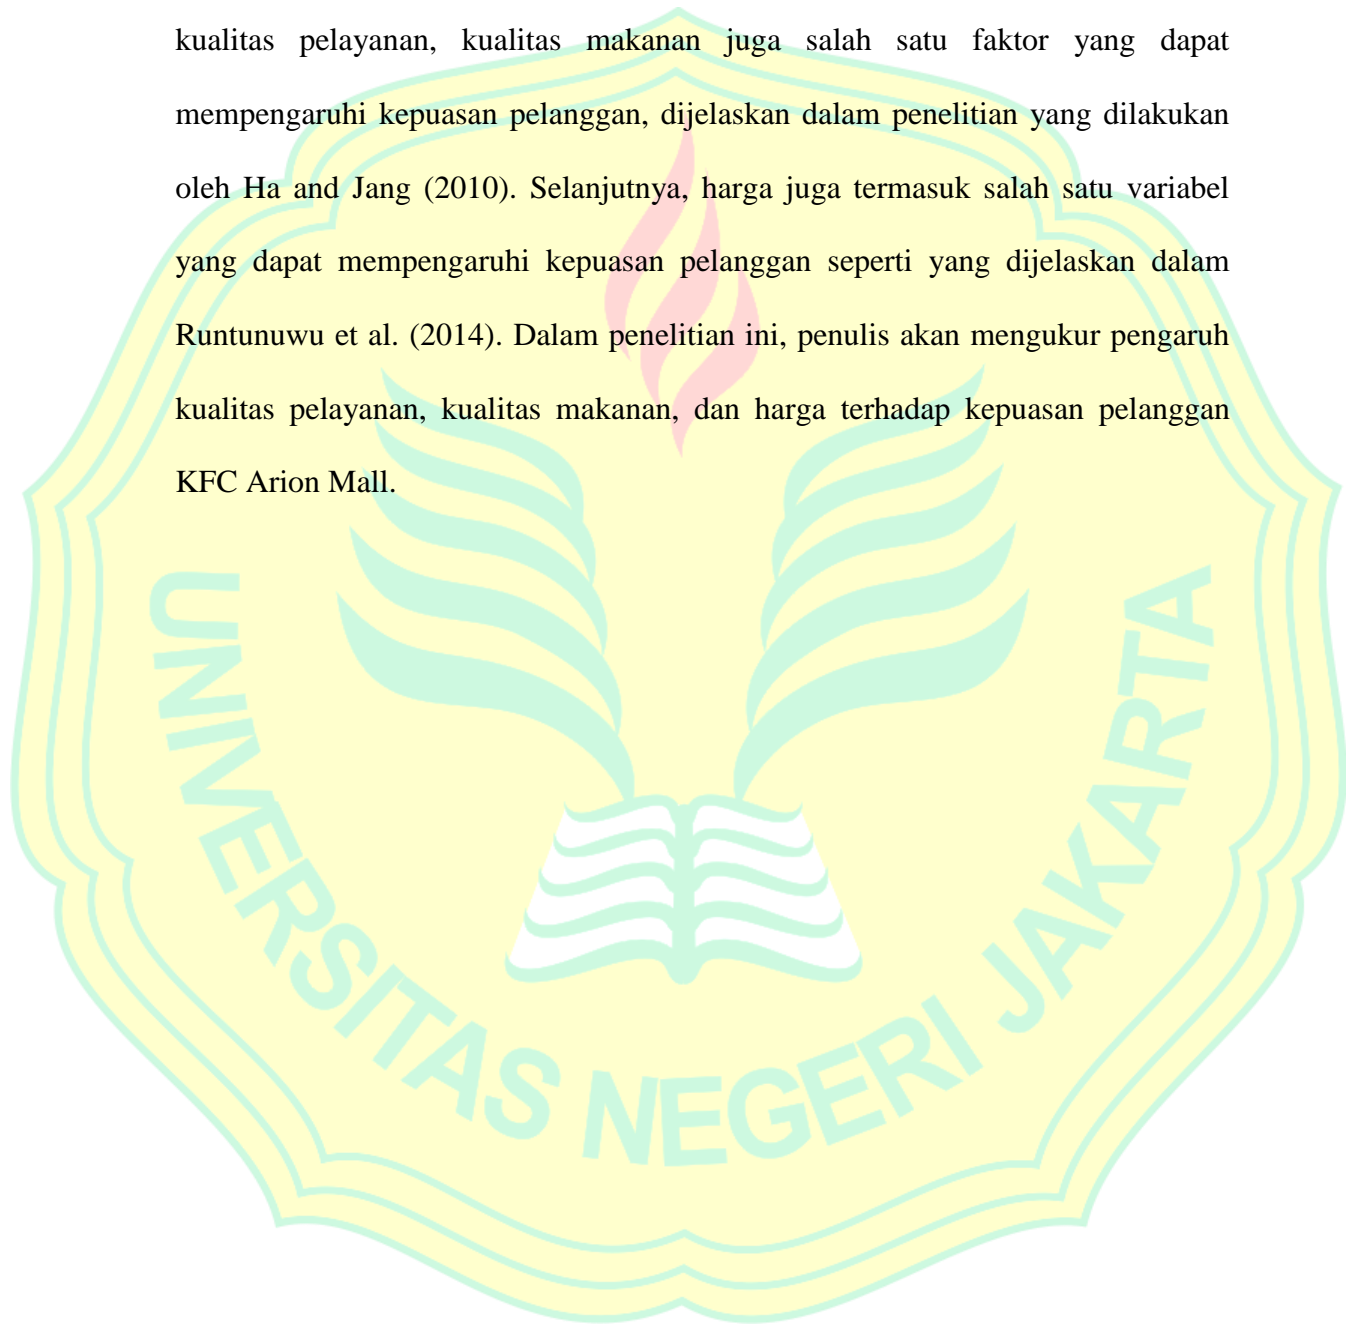 kualitas pelayanan, kualitas makanan juga salah satu faktor yang dapat
mempengaruhi kepuasan pelanggan, dijelaskan dalam penelitian yang dilakukan
oleh Ha and Jang (2010). Selanjutnya, harga juga termasuk salah satu variabel
yang dapat mempengaruhi kepuasan pelanggan seperti yang dijelaskan dalam
Runtunuwu et al. (2014). Dalam penelitian ini, penulis akan mengukur pengaruh
kualitas pelayanan, kualitas makanan, dan harga terhadap kepuasan pelanggan
KFC Arion Mall.
UNIVERSITAS NEGERI JAKARTA